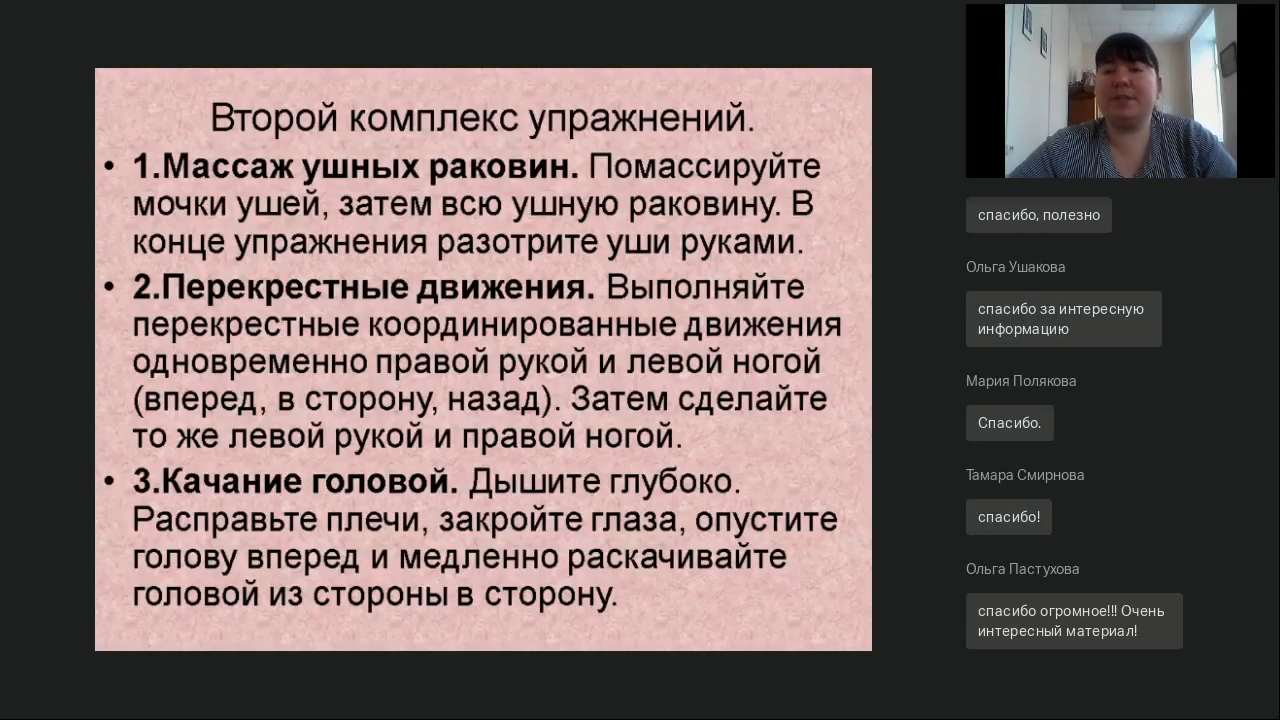 Второй комплекс упражнений.
• 1.Массаж ушных раковин. Помассируйте
мочки ушей, затем всю ушную раковину. В
конце упражнения разотрите уши руками.
• 2.Перекрестные движения. Выполняйте
перекрестные координированные движения
одновременно правой рукой и левой ногой
(вперед, в сторону, назад). Затем сделайте
то же левой рукой и правой ногой.
• 3.Качание головой. Дышите глубоко.
Расправьте плечи, закройте глаза, опустите
голову вперед и медленно раскачивайте
головой из стороны в сторону.
спасибо, полезно
Ольга Ушакова
спасибо за интересную
информацию
Мария Полякова
Спасибо.
Тамара Смирнова
спасибо!
Ольга Пастухова
спасибо огромное!!! Очень
интересный материал!